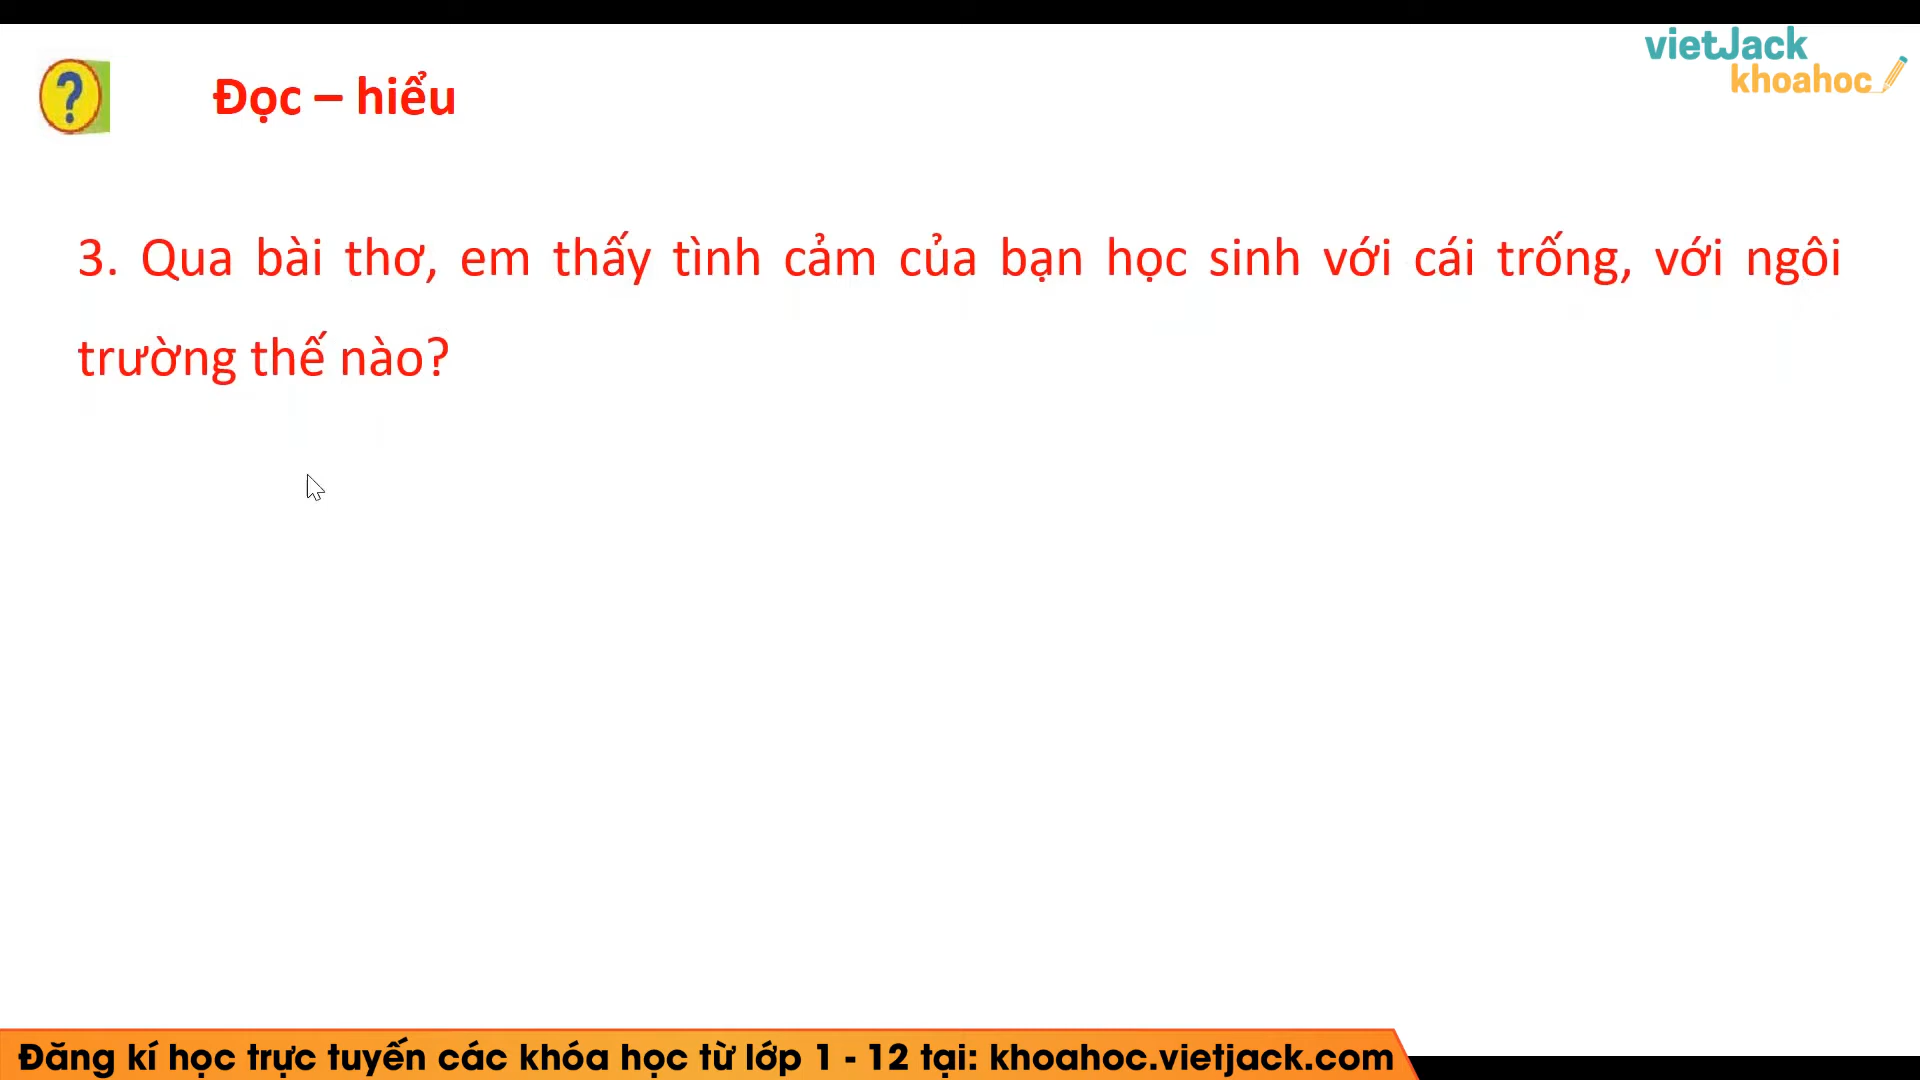 vietJack
khoahoc
?
Đọc – hiểu
3. Qua bài thơ, em thấy tình cảm của bạn học sinh với cái trống, với ngôi
trường thế nào?
Đăng kí học trực tuyến các khóa học từ lớp 1 - 12 tại: khoahoc.vietjack.com